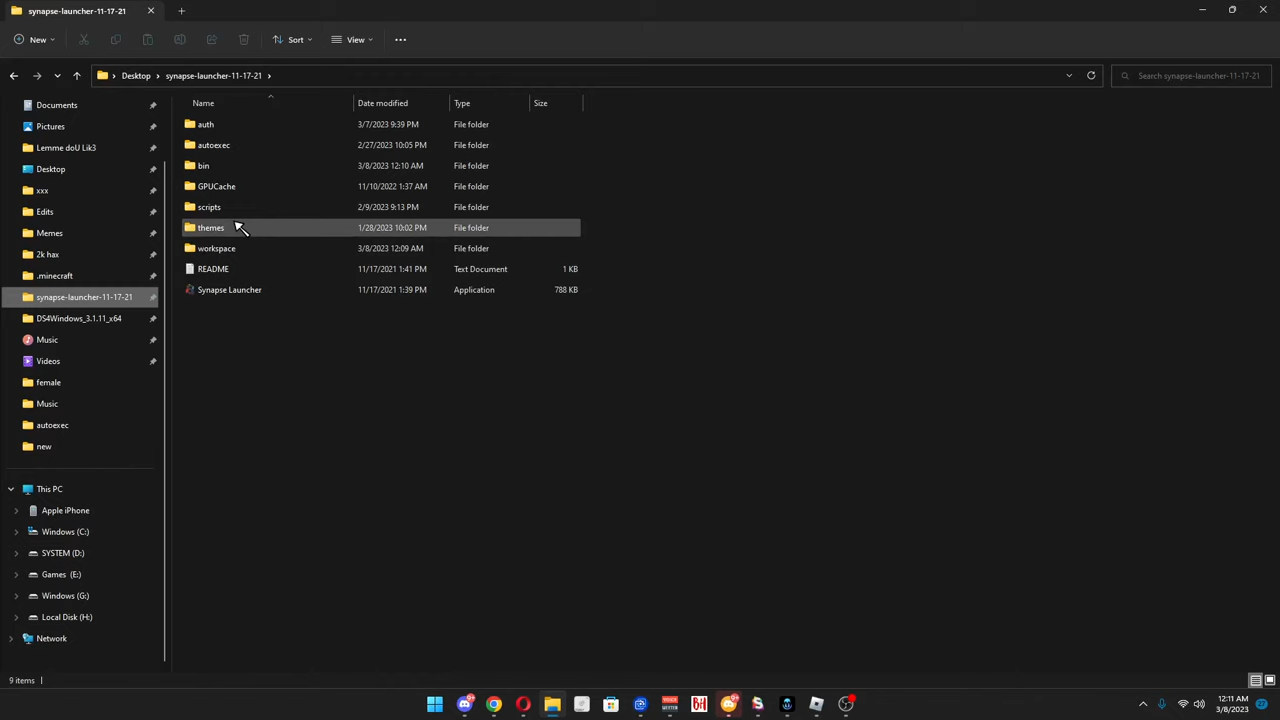 synapse-launcher-11-17-21
New Sort View
Desktop synapse-launcher-11-17-21 Search synapse-launcher-11-17-21
Name Date modified Type Size
auth 3/7/2023 9:39 PM File folder
autoexec 2/27/2023 10:05 PM File folder
bin 3/8/2023 12:10 AM File folder
GPUCache 11/10/2022 1:37 AM File folder
scripts 2/9/2023 9:13 PM File folder
themes 1/28/2023 10:02 PM File folder
workspace 3/8/2023 12:09 AM File folder
README 11/17/2021 1:41 PM Text Document 1 KB
Synapse Launcher 11/17/2021 1:39 PM Application 788 KB
Documents
Pictures
Lemme doU Lik3
Desktop
xxx
Edits
Memes
2k hax
.minecraft
synapse-launcher-11-17-21
DS4Windows_3.1.11_x64
Music
Videos
female
Music
autoexec
new
This PC
Apple iPhone
Windows (C:)
SYSTEM (D:)
Games (E:)
Windows (G:)
Local Disk (H:)
Network
9 items
12:11 AM
3/8/2023